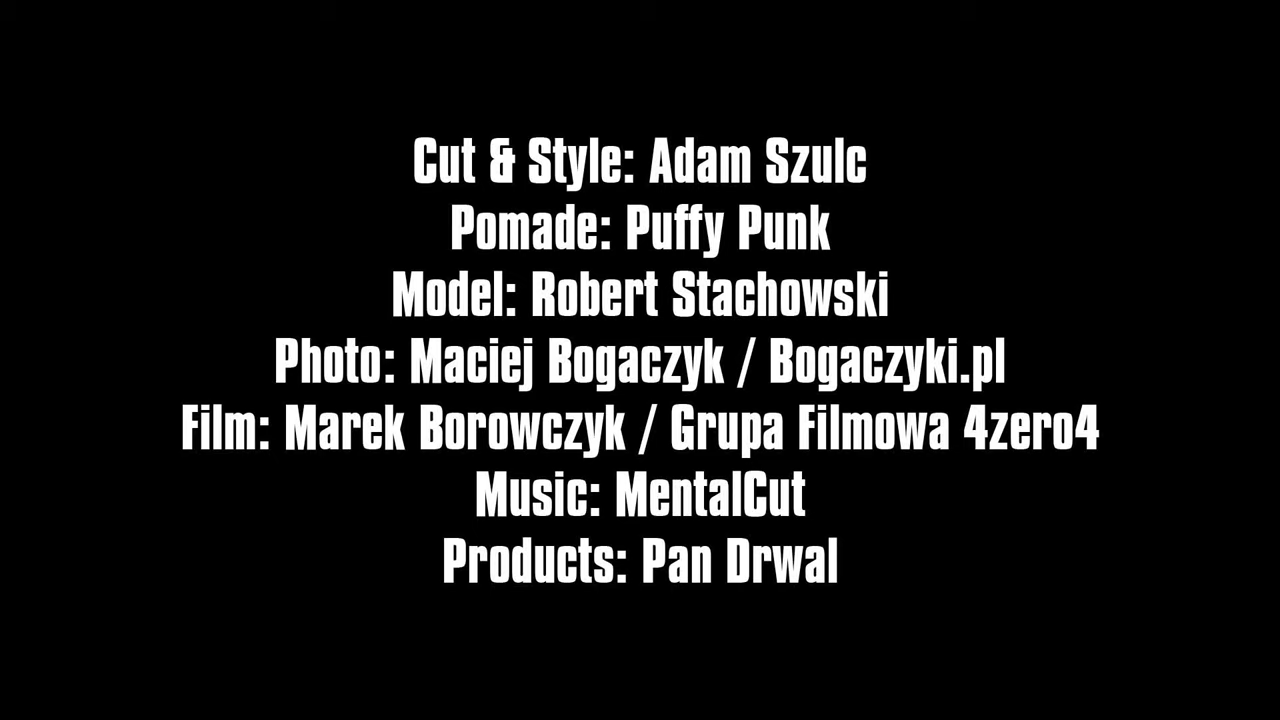 Cut & Style: Adam Szulc
Pomade: Puffy Punk
Model: Robert Stachowski
Photo: Maciej Bogaczyk / Bogaczyki.pl
Film: Marek Borowczyk / Grupa Filmowa 4zero4
Music: MentalCut
Products: Pan Drwal